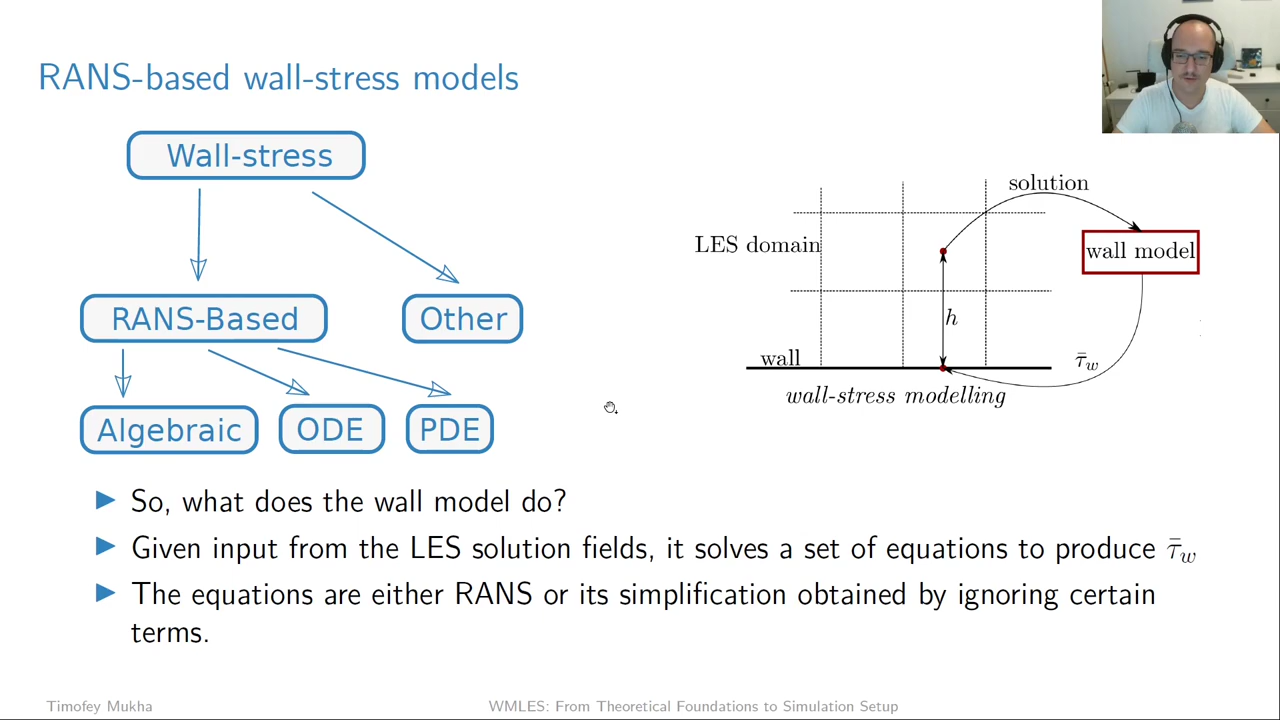 RANS-based wall-stress models
Wall-stress
RANS-Based
Other
Algebraic
ODE
PDE
solution
LES domain
wall model
h
wall
τ̄_w
wall-stress modelling
So, what does the wall model do?
Given input from the LES solution fields, it solves a set of equations to produce τ̄_w
The equations are either RANS or its simplification obtained by ignoring certain
terms.
Timofey Mukha
WMLES: From Theoretical Foundations to Simulation Setup